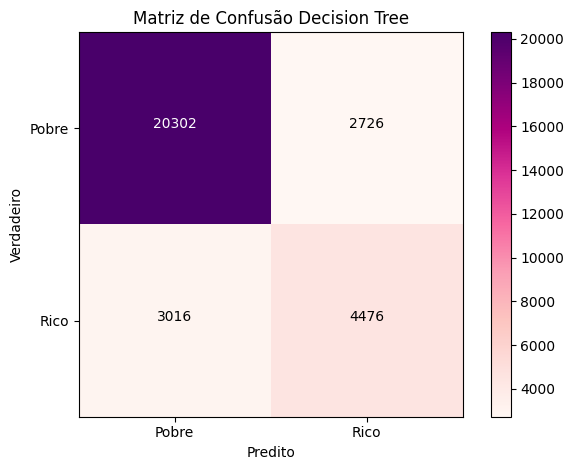 Matriz de Confusão Decision Tree
Verdadeiro
Pobre
20302
2726
Rico
3016
4476
Pobre
Rico
Predito
20000
18000
16000
14000
12000
10000
8000
6000
4000